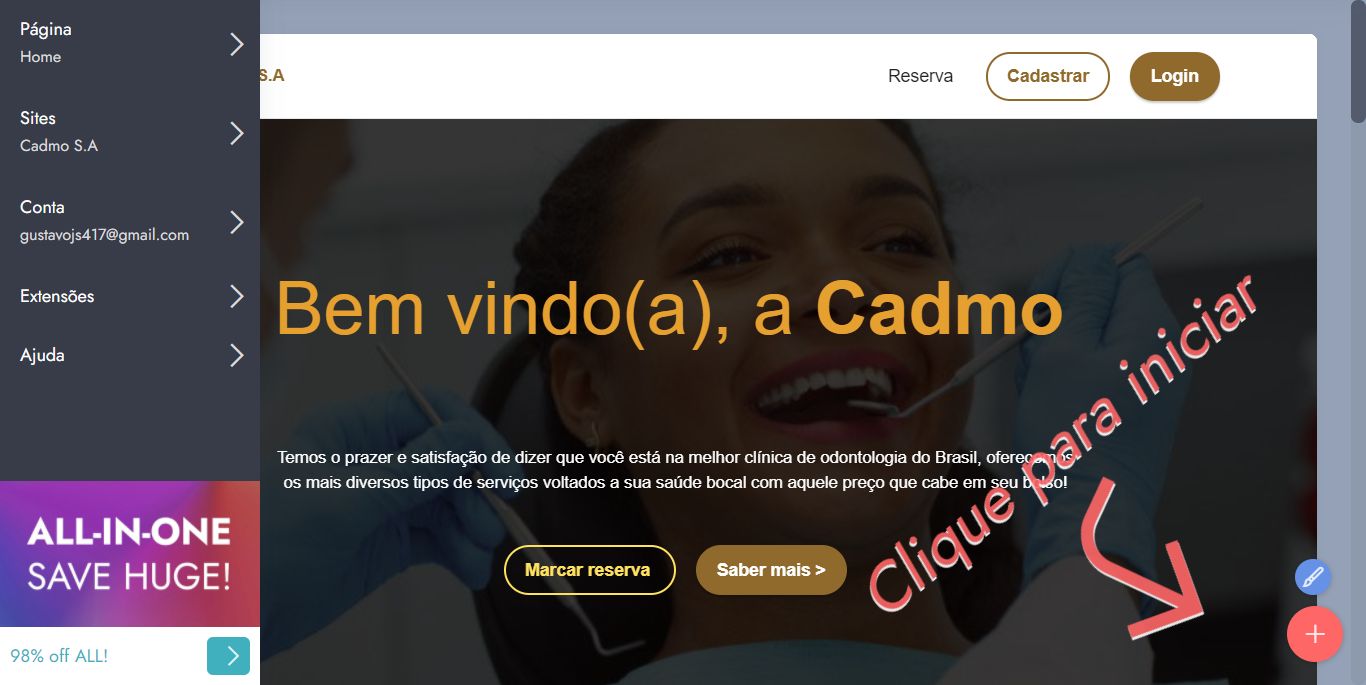 Página
Home
Sites
Cadmo S.A
Conta
gustavojs417@gmail.com
Extensões
Ajuda
ALL-IN-ONE
SAVE HUGE!
98% off ALL!
S.A
Reserva
Cadastrar
Login
Bem vindo(a), a Cadmo
Temos o prazer e satisfação de dizer que você está na melhor clínica de odontologia do Brasil, oferecemos
os mais diversos tipos de serviços voltados a sua saúde bocal com aquele preço que cabe em seu bolso!
Marcar reserva
Saber mais >
Clique para iniciar